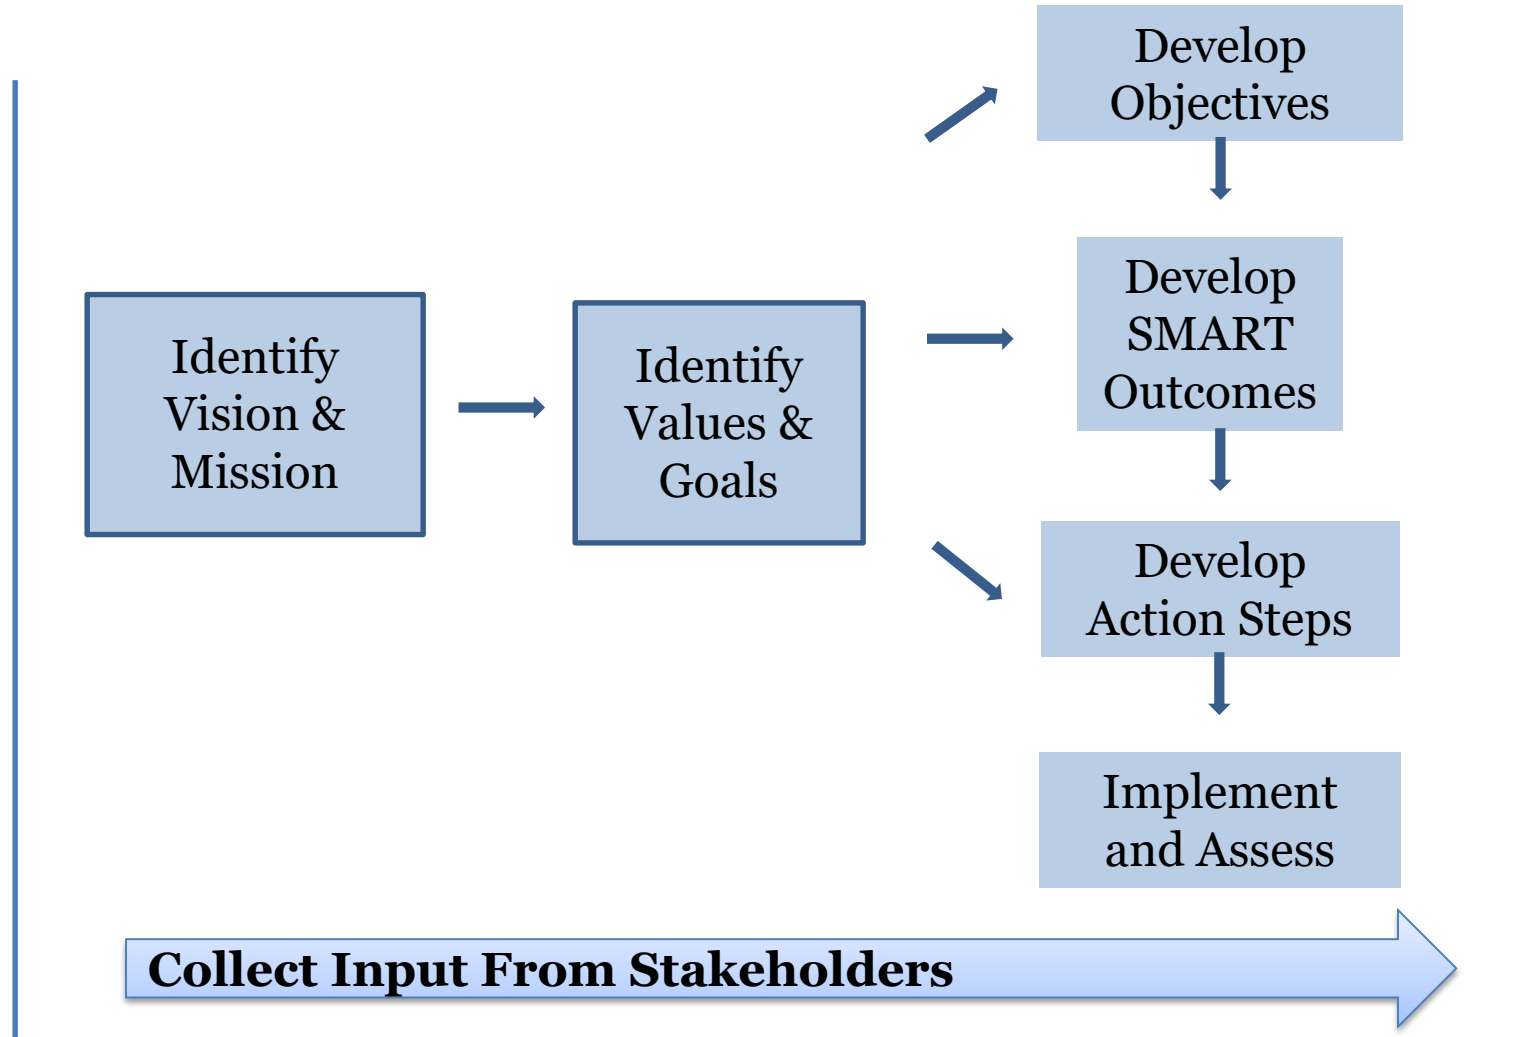 Identify
Vision &
Mission
Identify
Values &
Goals
Develop
Objectives
Develop
SMART
Outcomes
Develop
Action Steps
Implement
and Assess
Collect Input From Stakeholders